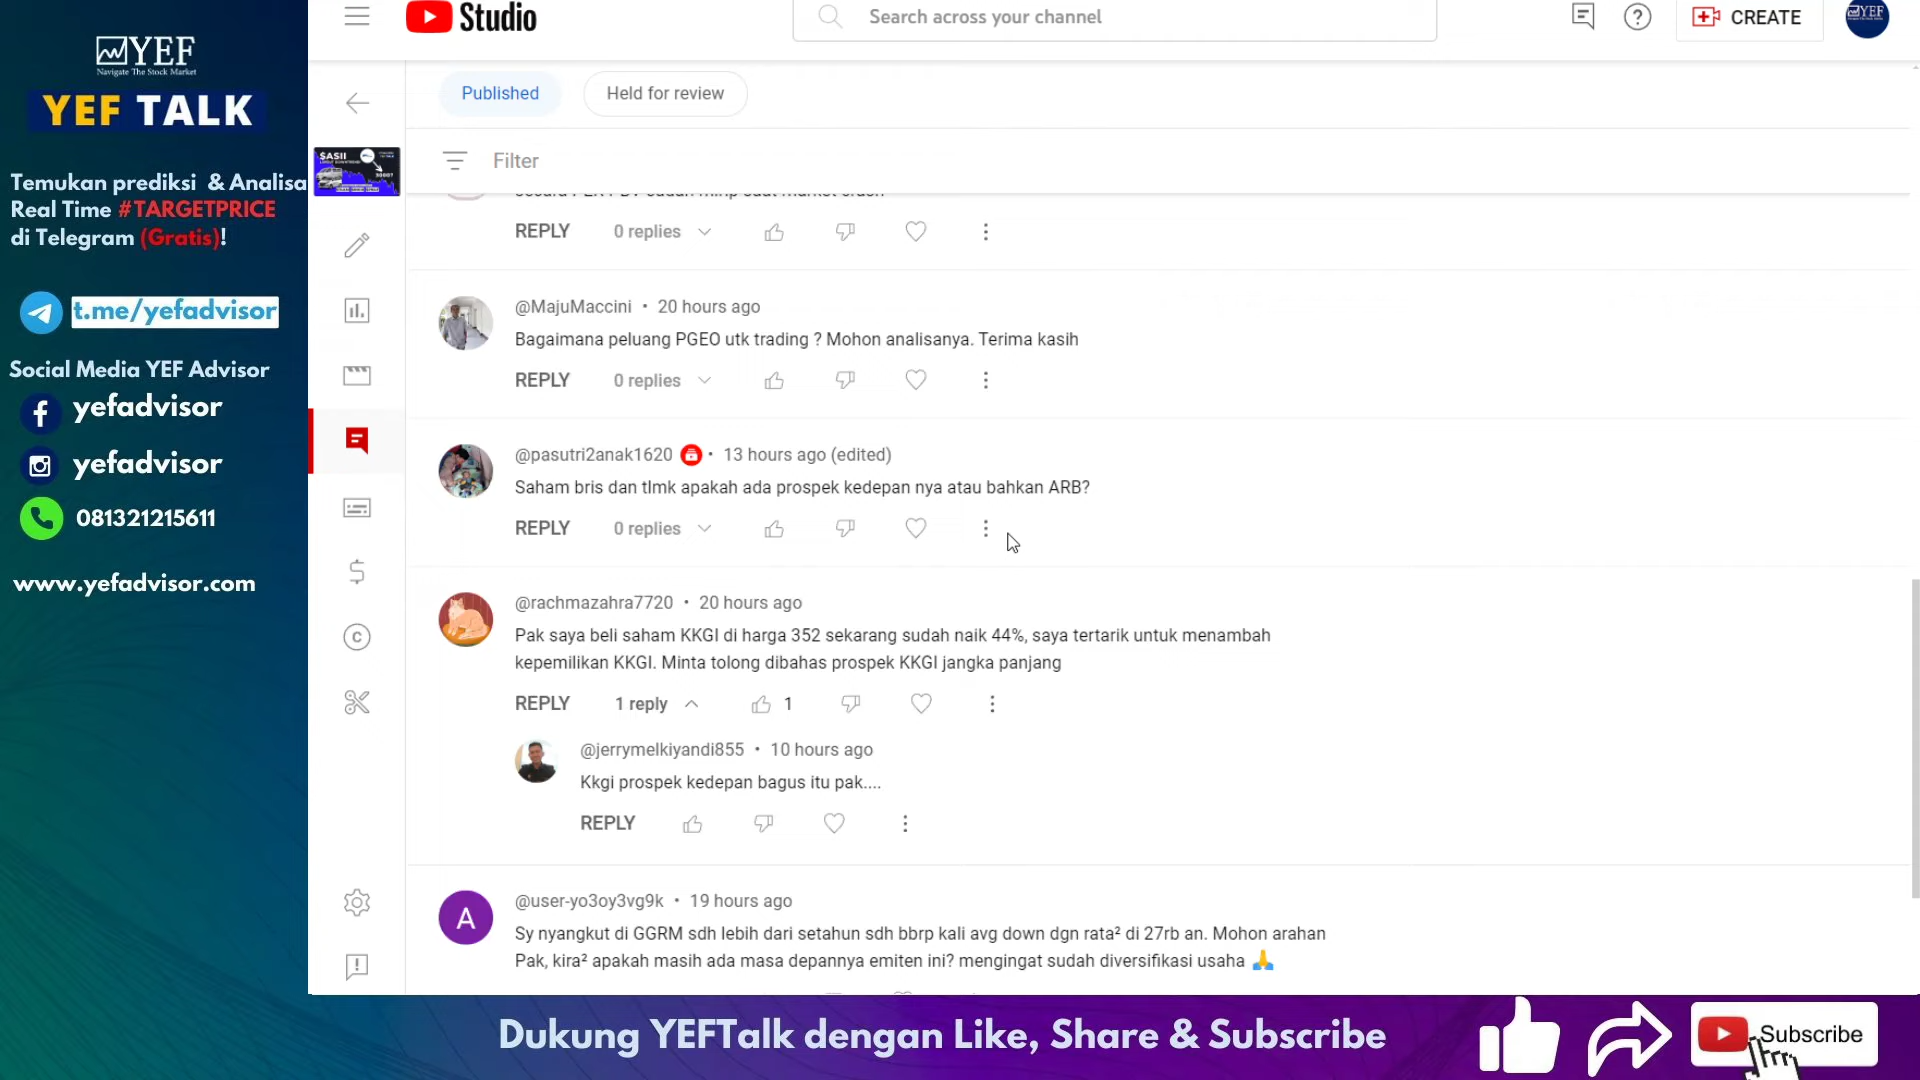 YEF
Navigate The Stock Market
YEF TALK
Temukan prediksi & Analisa
Real Time #TARGETPRICE
di Telegram (Gratis)!
t.me/yefadvisor
Social Media YEF Advisor
yefadvisor
yefadvisor
081321215611
www.yefadvisor.com
Studio
Search across your channel
CREATE
YEF
Published
Held for review
$ASII
Filter
REPLY 0 replies
@MajuMaccini • 20 hours ago
Bagaimana peluang PGEO utk trading ? Mohon analisanya. Terima kasih
REPLY 0 replies
@pasutri2anak1620 • 13 hours ago (edited)
Saham bris dan tlmk apakah ada prospek kedepan nya atau bahkan ARB?
REPLY 0 replies
@rachmazahra7720 • 20 hours ago
Pak saya beli saham KKGI di harga 352 sekarang sudah naik 44%, saya tertarik untuk menambah
kepemilikan KKGI. Minta tolong dibahas prospek KKGI jangka panjang
REPLY 1 reply 1
@jerrymelkiyandi855 • 10 hours ago
Kkgi prospek kedepan bagus itu pak....
REPLY
A
@user-yo3oy3vg9k • 19 hours ago
Sy nyangkut di GGRM sdh lebih dari setahun sdh bbrp kali avg down dgn rata² di 27rb an. Mohon arahan
Pak, kira² apakah masih ada masa depannya emiten ini? mengingat sudah diversifikasi usaha 🙏
Dukung YEFTalk dengan Like, Share & Subscribe
Subscribe